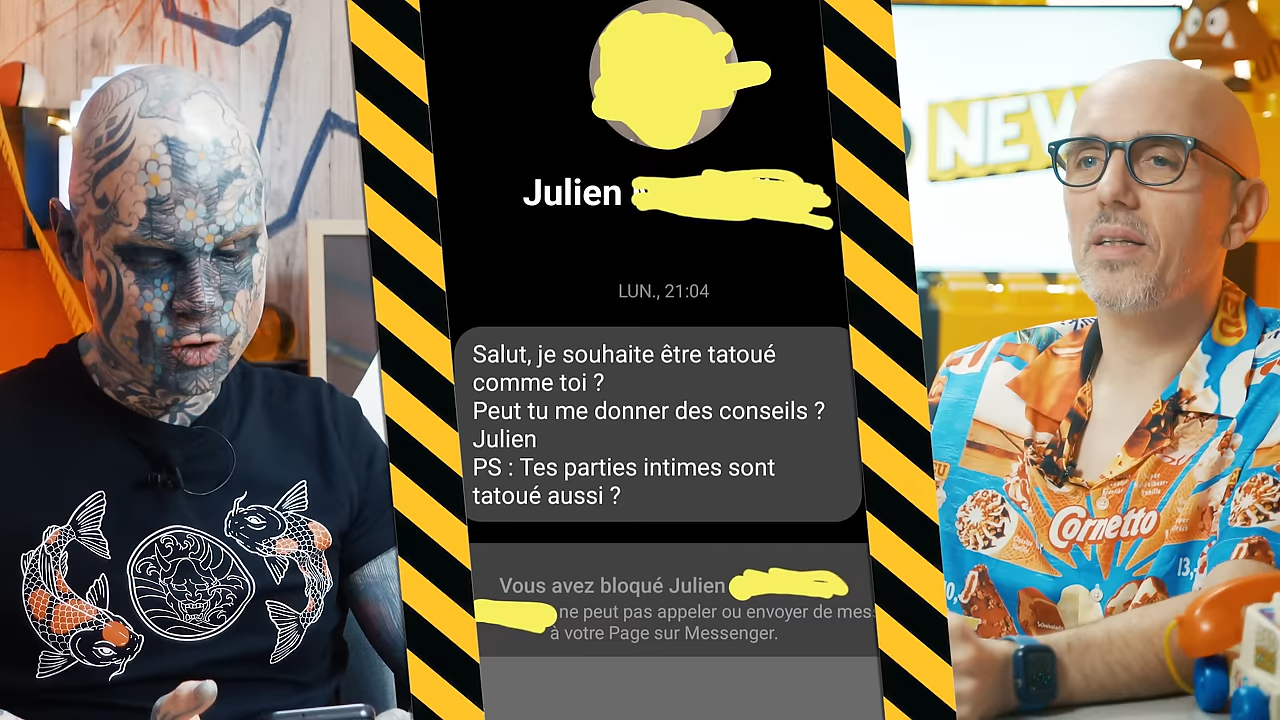 Julien
LUN., 21:04
Salut, je souhaite être tatoué
comme toi ?
Peut tu me donner des conseils ?
Julien
PS : Tes parties intimes sont
tatoué aussi ?
Vous avez bloqué Julien
ne peut pas appeler ou envoyer de mess
à votre Page sur Messenger.
NEW
Cornetto
13,-